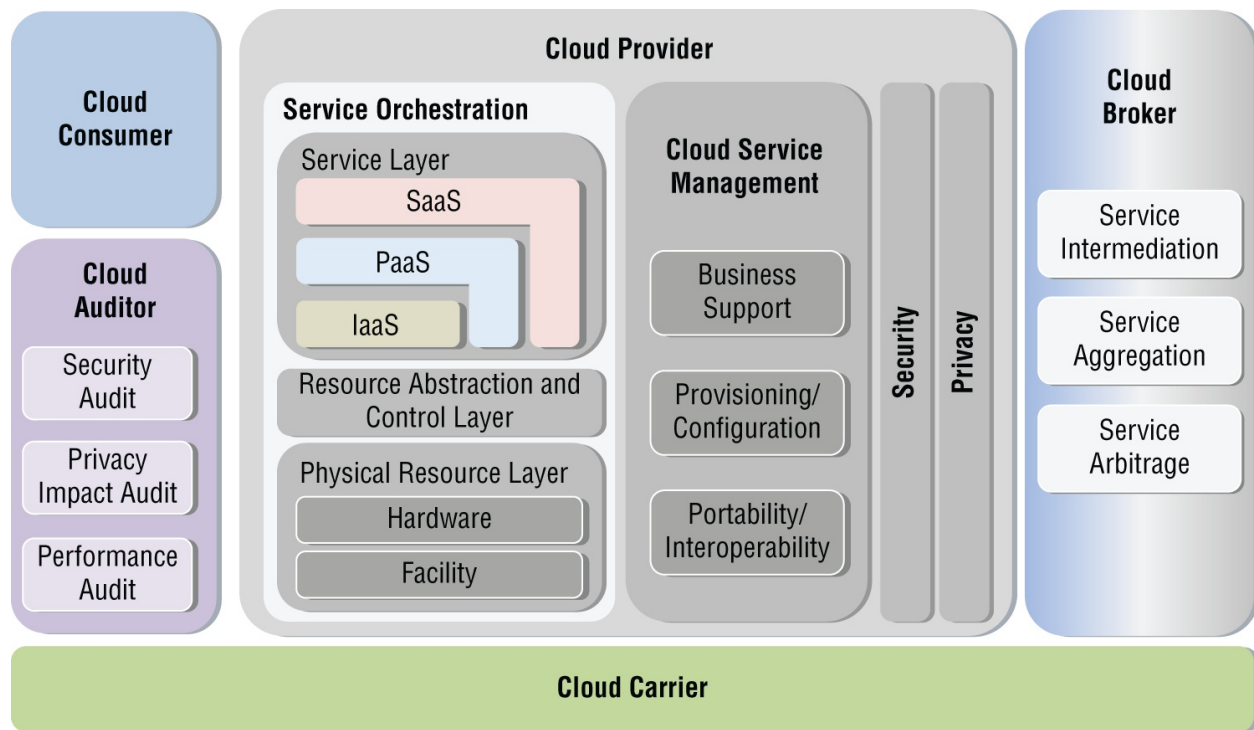 Cloud
Consumer
Cloud
Auditor
Security
Audit
Privacy
Impact Audit
Performance
Audit
Cloud Provider
Service Orchestration
Service Layer
SaaS
PaaS
IaaS
Resource Abstraction and
Control Layer
Physical Resource Layer
Hardware
Facility
Cloud Service
Management
Business
Support
Provisioning/
Configuration
Portability/
Interoperability
Security
Privacy
Cloud
Broker
Service
Intermediation
Service
Aggregation
Service
Arbitrage
Cloud Carrier